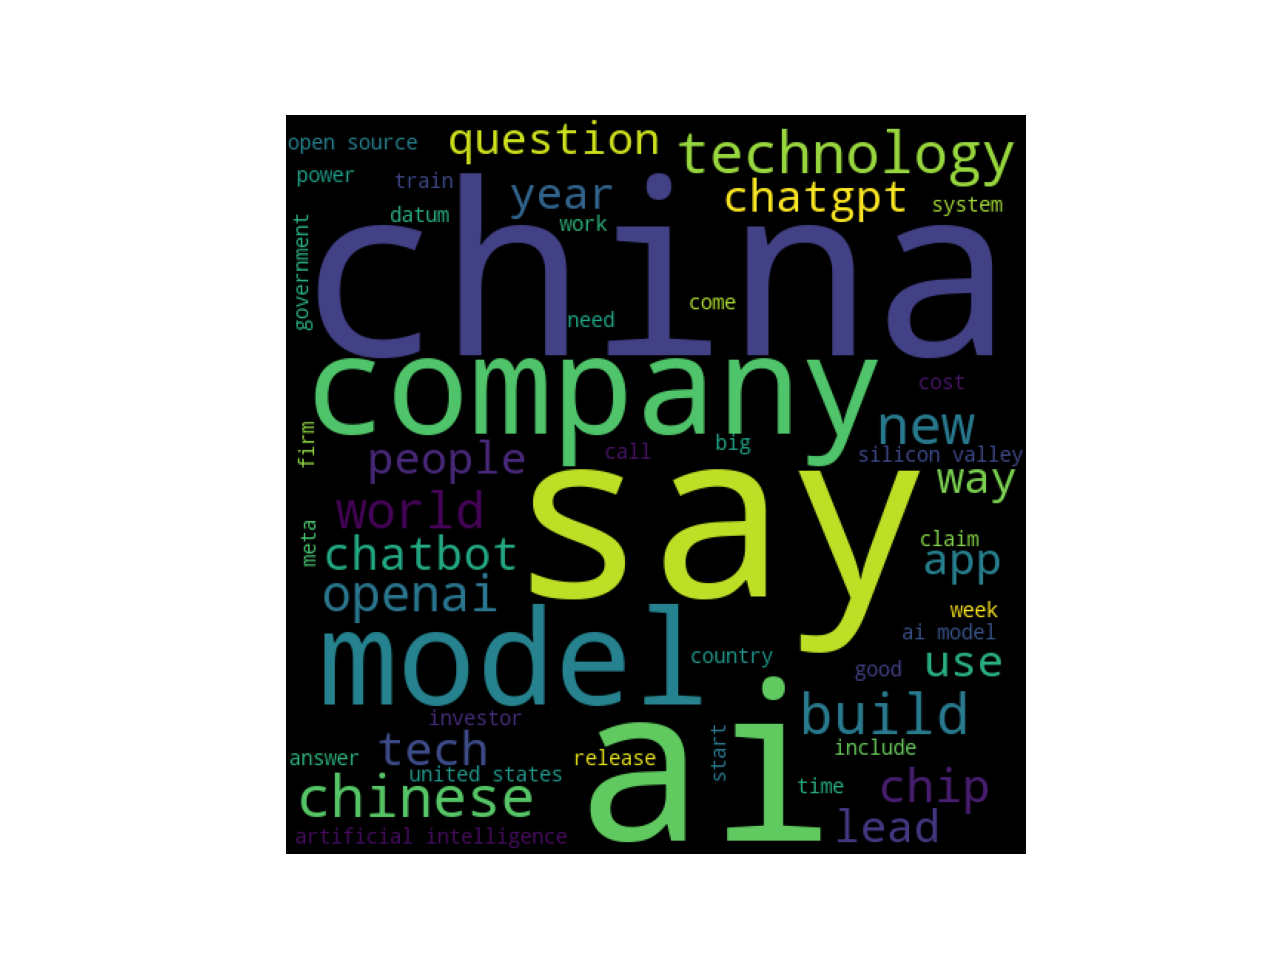 open source
question
technology
power
train
year
chatgpt
system
datum
work
government
china
come
need
company
cost
new
firm
people
call
big
silicon valley
way
say
world
meta
chatbot
claim
app
openai
week
ai model
model
country
good
use
investor
build
tech
start
include
answer
release
united states
ai
time
chip
chinese
lead
artificial intelligence